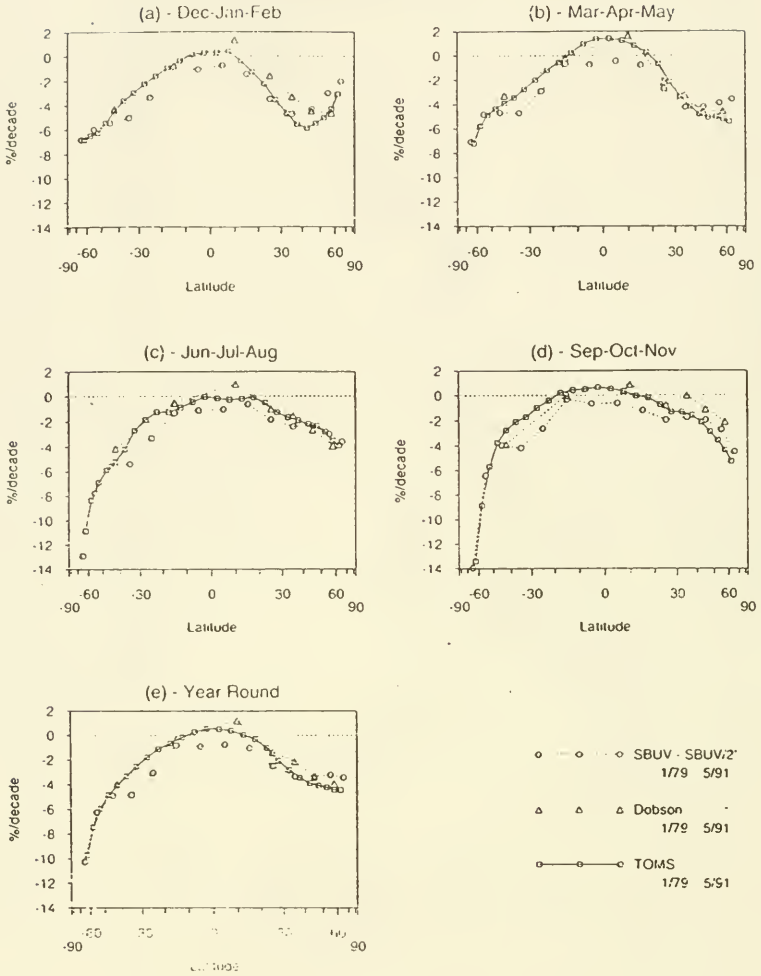 (a) - Dec-Jan-Feb
2
0
-2
-4
-6
-8
-10
-12
-14
%/decade
-60 -30 0 30 60
-90 90
Latitude
(b) - Mar-Apr-May
2
0
-2
-4
-6
-8
-10
-12
-14
%/decade
-60 -30 0 30 60
-90 90
Latitude
(c) - Jun-Jul-Aug
2
0
-2
-4
-6
-8
-10
-12
-14
%/decade
-60 -30 0 30 60
-90 90
Latitude
(d) - Sep-Oct-Nov
2
0
-2
-4
-6
-8
-10
-12
-14
%/decade
-60 -30 0 30 60
-90 90
Latitude
(e) - Year Round
2
0
-2
-4
-6
-8
-10
-12
-14
%/decade
0
-90 90
SBUV - SBUV/2
1/79 5/91
Dobson
1/79 5/91
TOMS
1/79 5/91